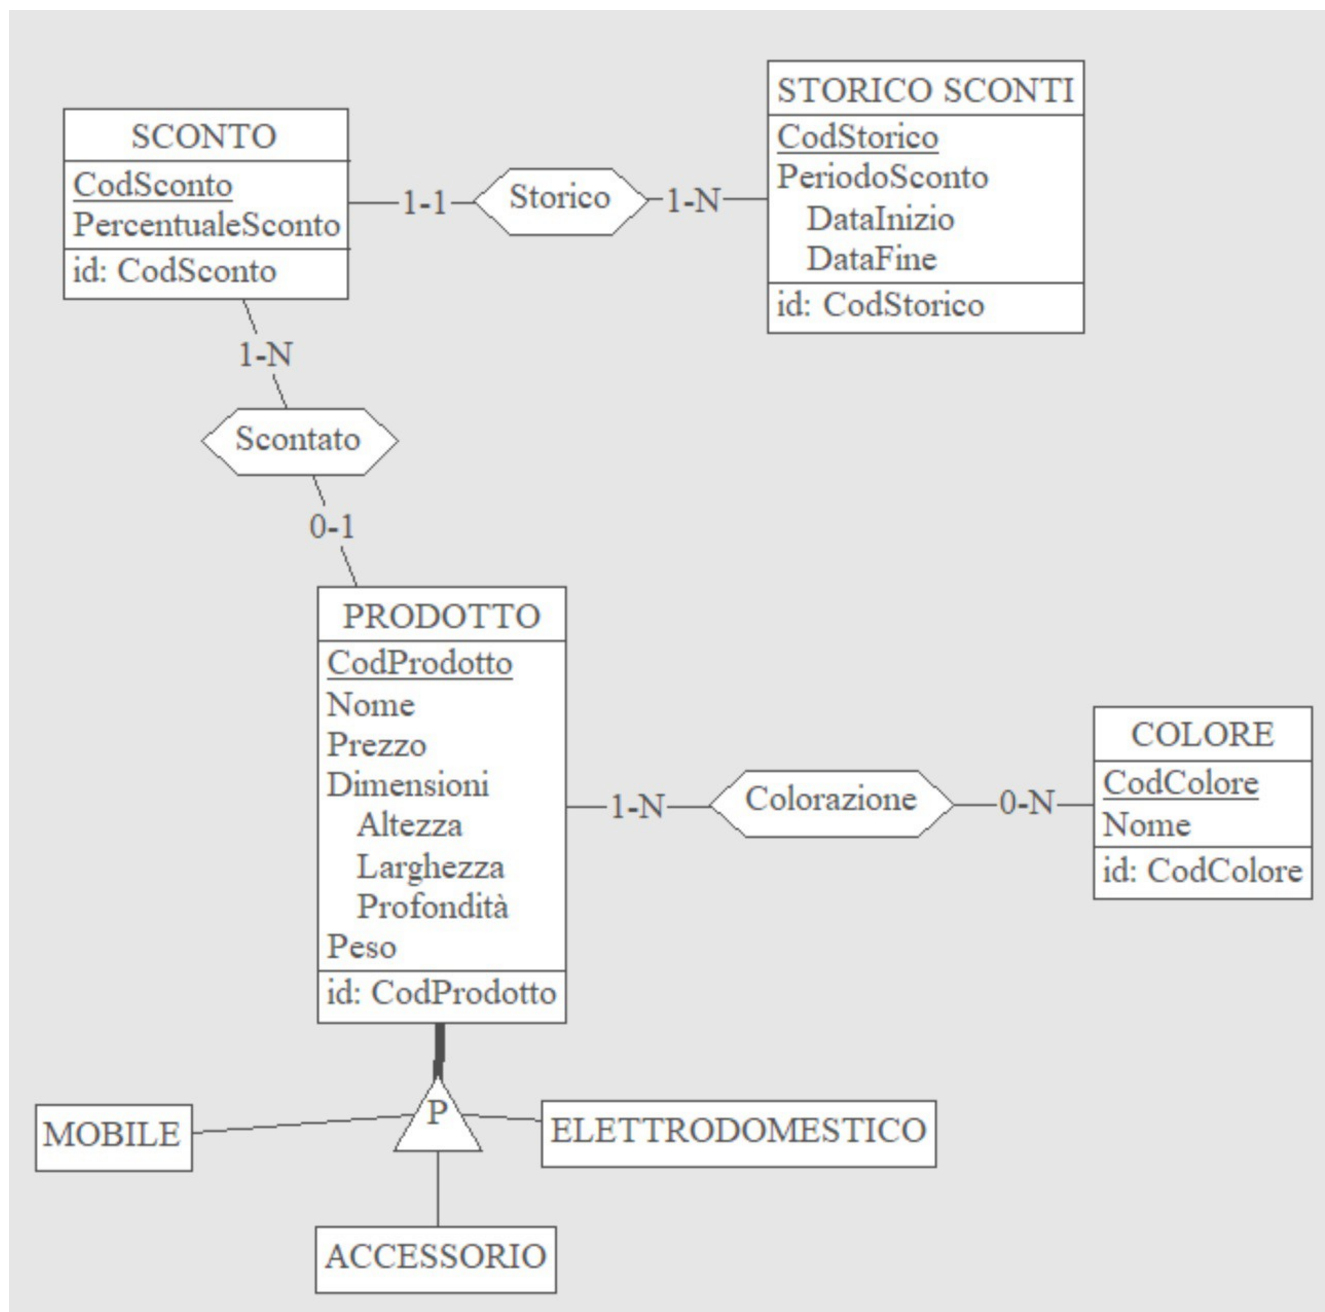 STORICO SCONTI
CodStorico
PeriodoSconto
DataInizio
DataFine
id: CodStorico
SCONTO
CodSconto
PercentualeSconto
id: CodSconto
1-1
Storico
1-N
1-N
Scontato
0-1
PRODOTTO
CodProdotto
Nome
Prezzo
Dimensioni
Altezza
Larghezza
Profondità
Peso
id: CodProdotto
1-N
Colorazione
0-N
COLORE
CodColore
Nome
id: CodColore
P
MOBILE
ELETTRODOMESTICO
ACCESSORIO